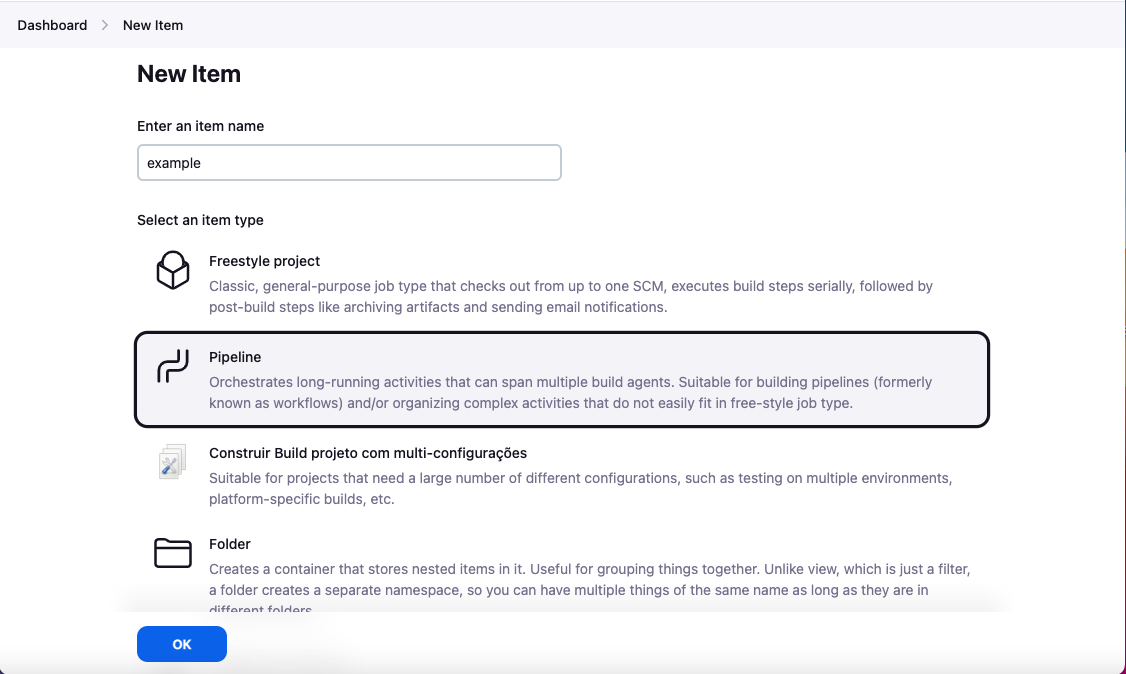 Dashboard > New Item
New Item
Enter an item name
example
Select an item type
Freestyle project
Classic, general-purpose job type that checks out from up to one SCM, executes build steps serially, followed by
post-build steps like archiving artifacts and sending email notifications.
Pipeline
Orchestrates long-running activities that can span multiple build agents. Suitable for building pipelines (formerly
known as workflows) and/or organizing complex activities that do not easily fit in free-style job type.
Construir Build projeto com multi-configurações
Suitable for projects that need a large number of different configurations, such as testing on multiple environments,
platform-specific builds, etc.
Folder
Creates a container that stores nested items in it. Useful for grouping things together. Unlike view, which is just a filter,
a folder creates a separate namespace, so you can have multiple things of the same name as long as they are in
different folders.
OK